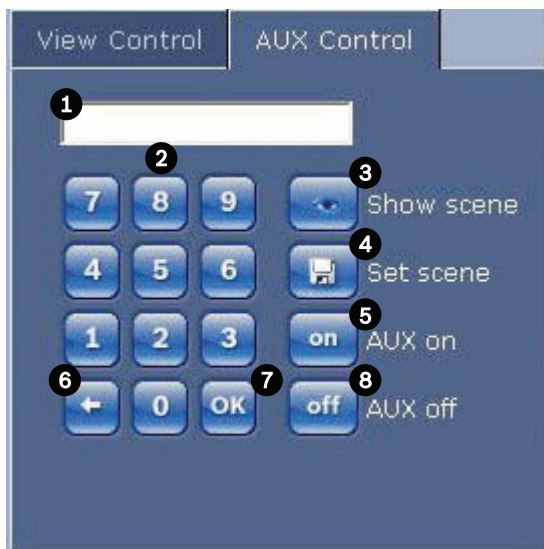 View Control AUX Control
1
2
3
7 8 9 Show scene
4
4 5 6 Set scene
5
1 2 3 on AUX on
6 7 8
0 OK off AUX off